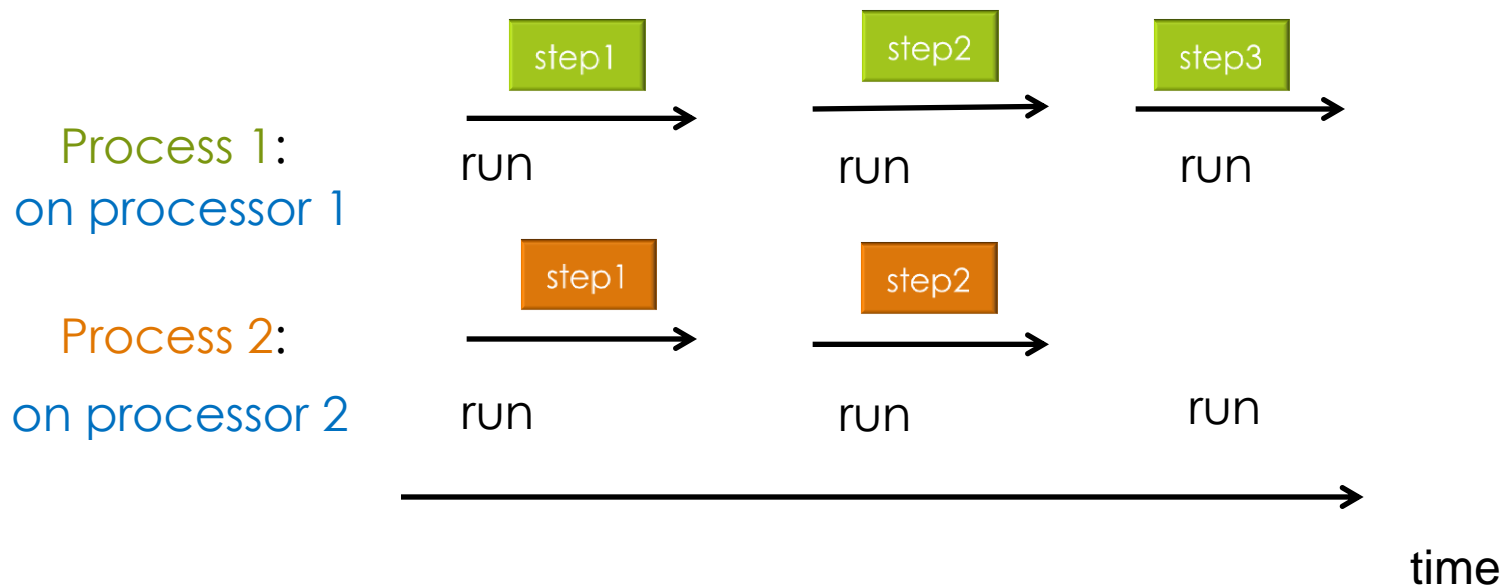 step1 step2 step3
Process 1:
on processor 1
run run run
step1 step2
Process 2:
on processor 2
run run run
time